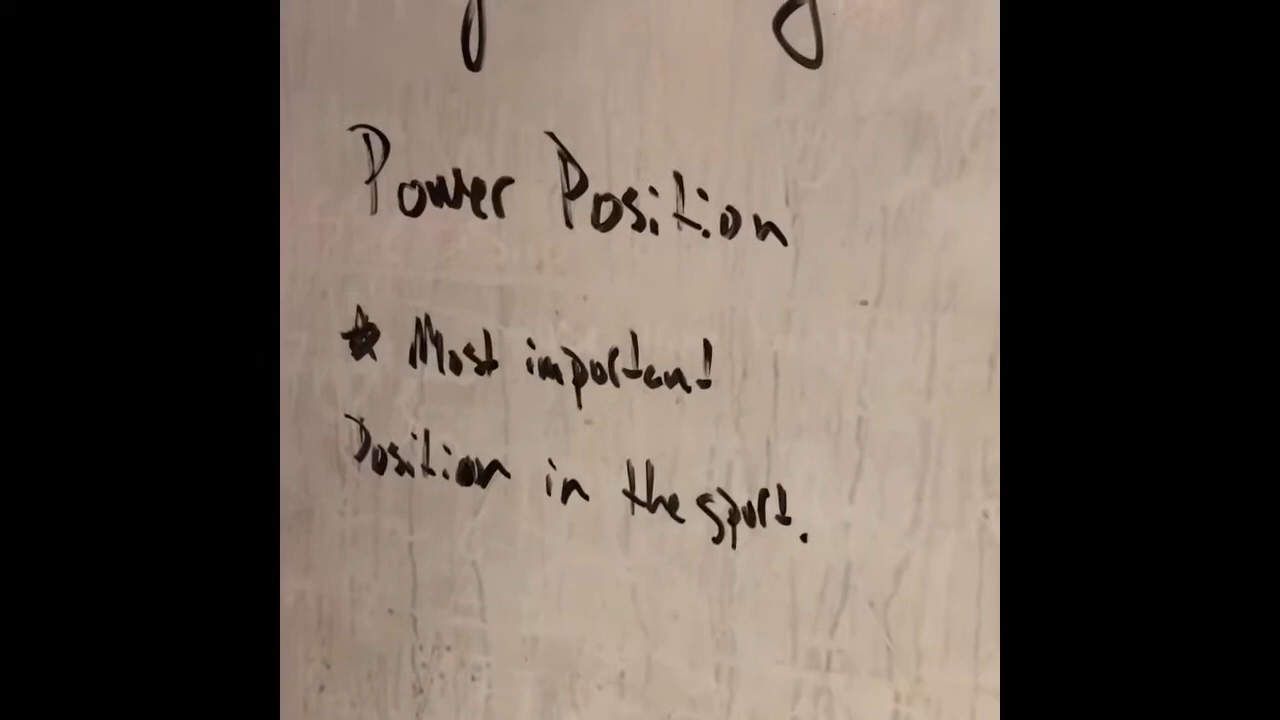 Power Position
★ Most important
Position in the sport.